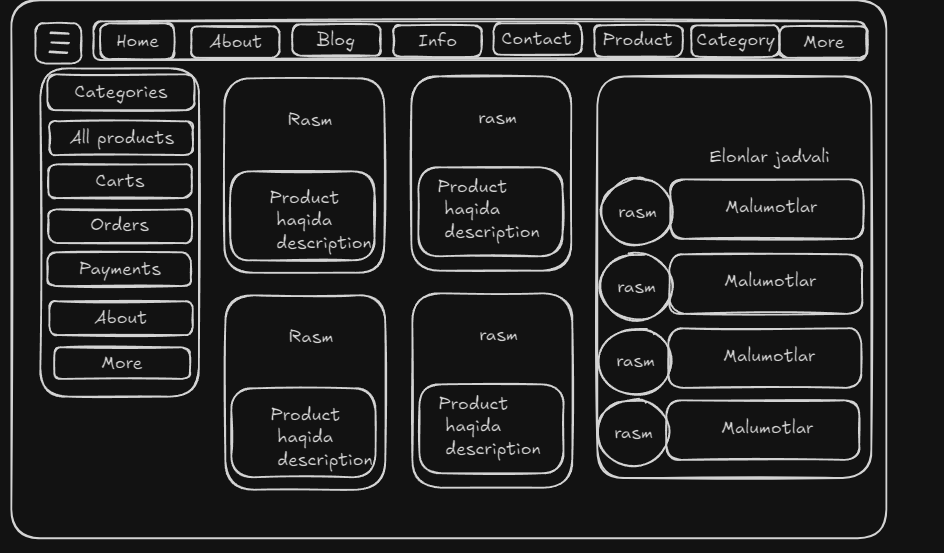 Home
About
Blog
Info
Contact
Product
Category
More
Categories
All products
Carts
Orders
Payments
About
More
Rasm
Product
haqida
description
rasm
Product
haqida
description
Rasm
Product
haqida
description
rasm
Product
haqida
description
Elonlar jadvali
rasm
Malumotlar
rasm
Malumotlar
rasm
Malumotlar
rasm
Malumotlar